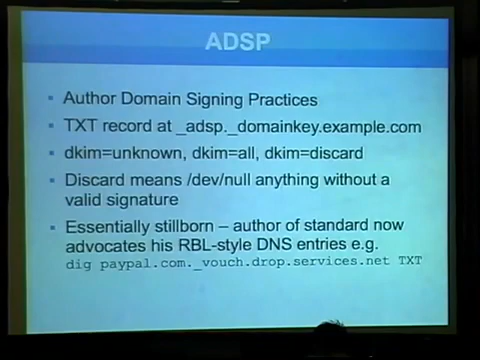 ADSP
Author Domain Signing Practices
TXT record at _adsp._domainkey.example.com
dkim=unknown, dkim=all, dkim=discard
Discard means /dev/null anything without a
valid signature
Essentially stillborn – author of standard now
advocates his RBL-style DNS entries e.g.
dig paypal.com._vouch.drop.services.net TXT